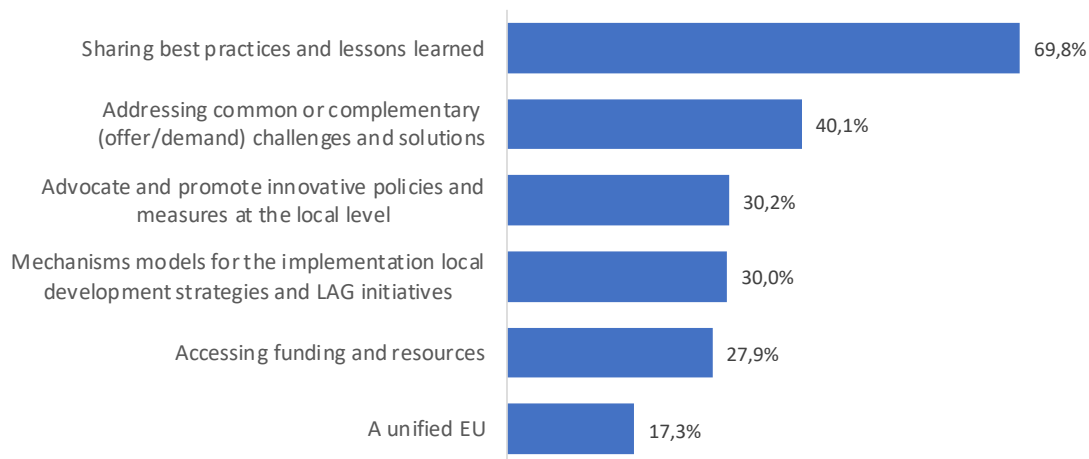 Sharing best practices and lessons learned
69,8%
Addressing common or complementary
(offer/demand) challenges and solutions
40,1%
Advocate and promote innovative policies and
measures at the local level
30,2%
Mechanisms models for the implementation local
development strategies and LAG initiatives
30,0%
Accessing funding and resources
27,9%
A unified EU
17,3%